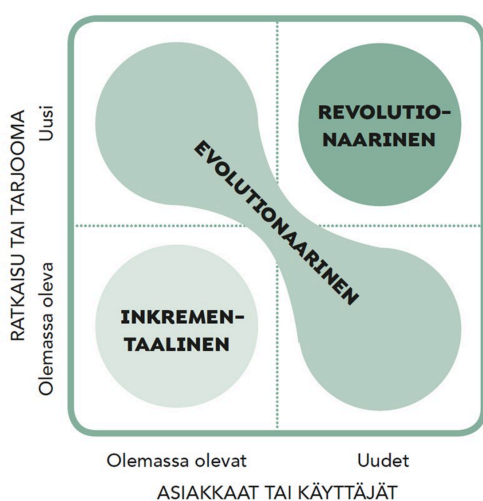 RATKAISU TAI TARJOOMA
Uusi
Olemassa oleva
REVOLUTIO-
NAARINEN
EVOLUTIONAARINEN
INKREMEN-
TAALINEN
Olemassa olevat
Uudet
ASIAKKAAT TAI KÄYTTÄJÄT